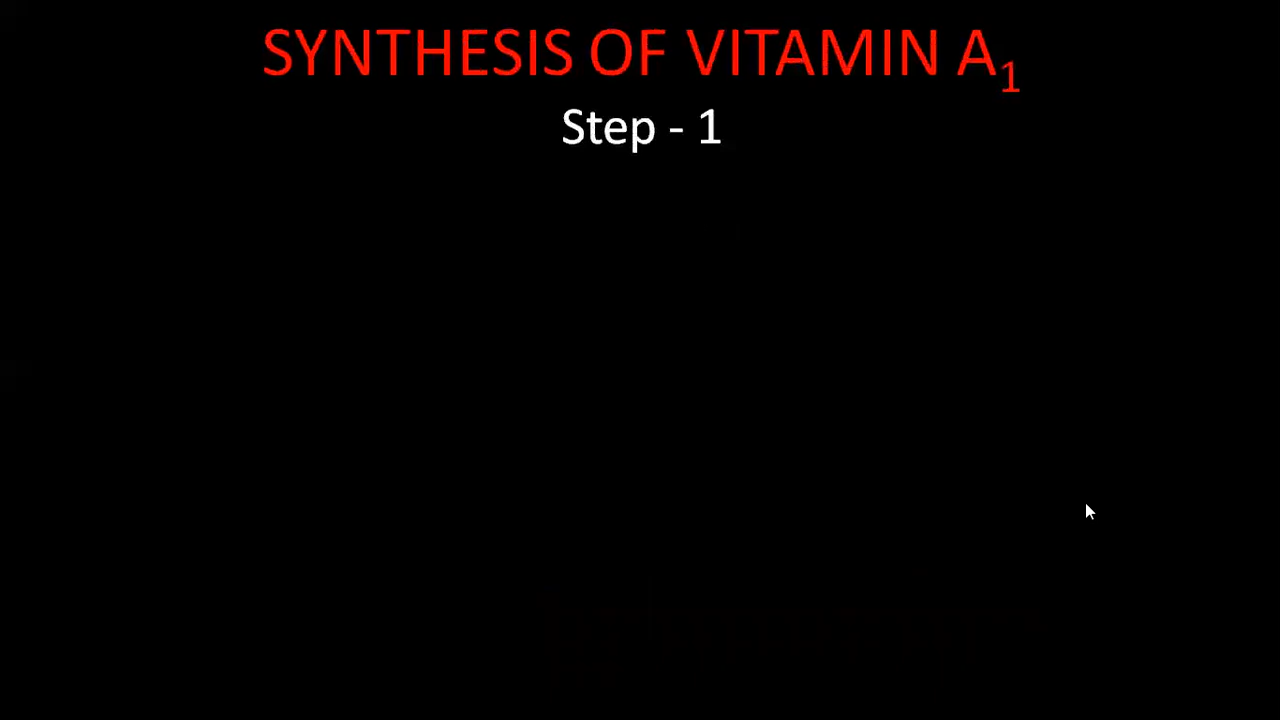 SYNTHESIS OF VITAMIN A₁
Step - 1